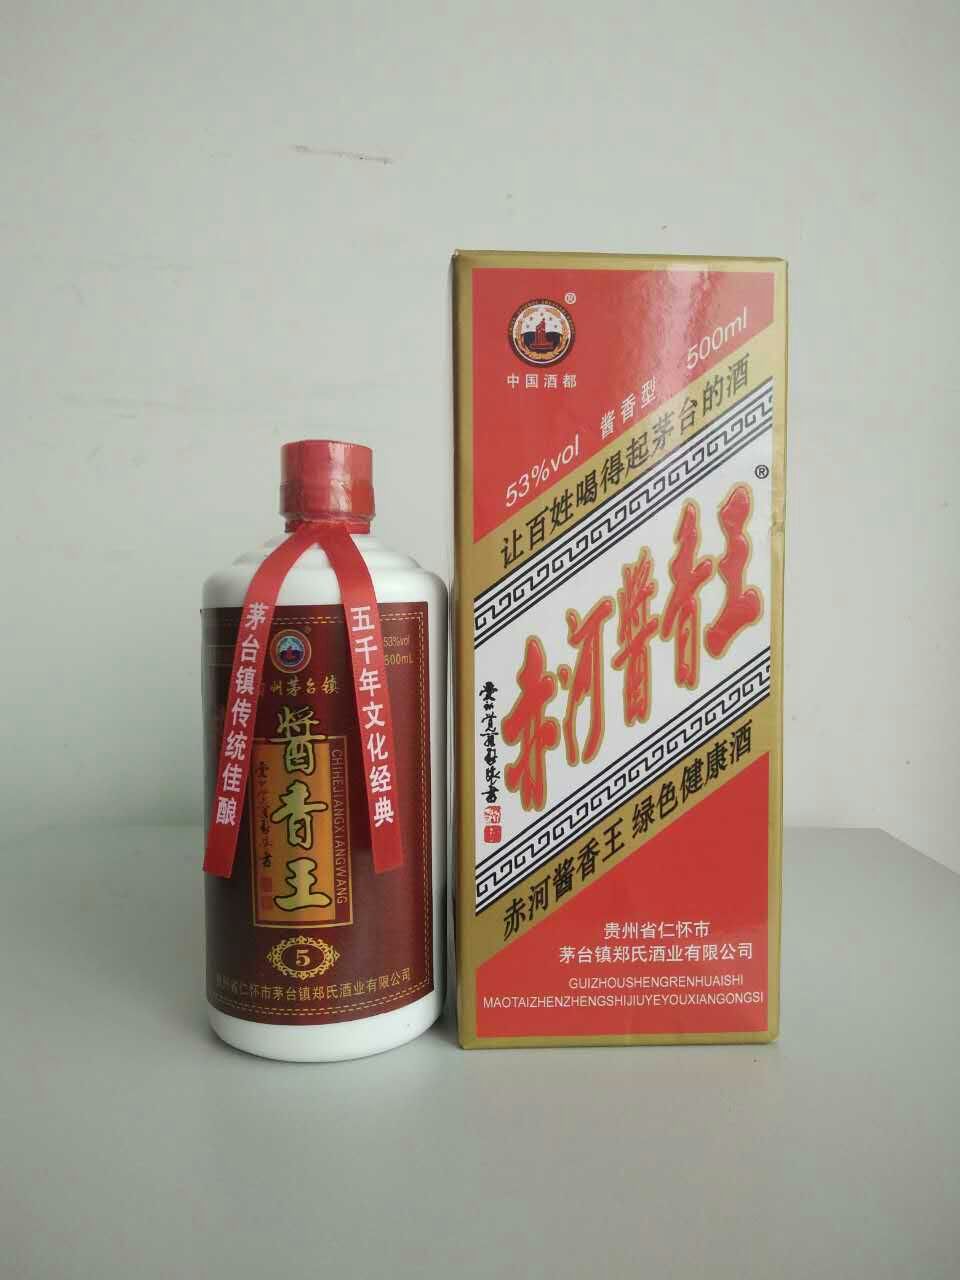 茅台镇传统佳酿
五千年文化经典
53%vol
500mL
州茅台镇
酱香王
CHIHEJIANGXIANGWANG
5
贵州省仁怀市茅台镇郑氏酒业有限公司
®
中国酒都
53%vol 酱香型 500ml
让百姓喝得起茅台的酒
赤河酱香王®
赤河酱香王 绿色健康酒
贵州省仁怀市
茅台镇郑氏酒业有限公司
GUIZHOUSHENGRENHUAISHI
MAOTAIZHENZHENGSHIJIUYEYOUXIANGONGSI